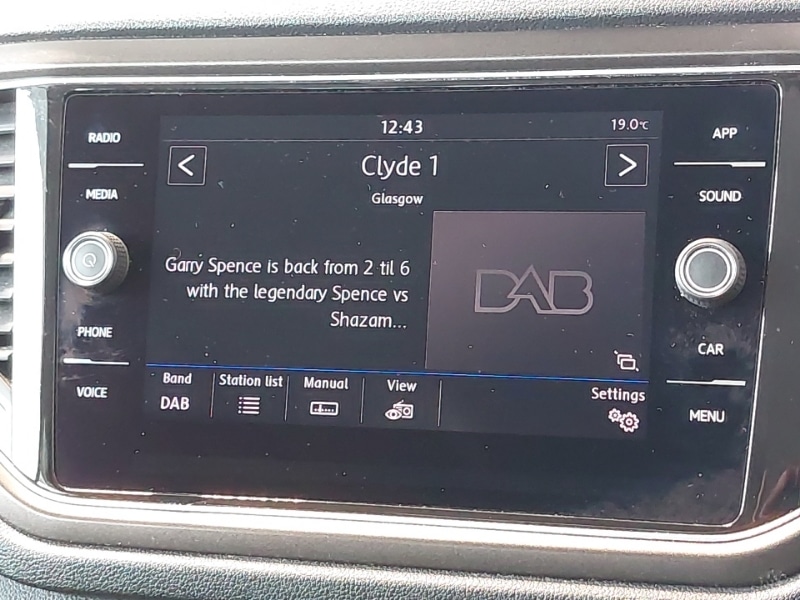 RADIO
MEDIA
PHONE
VOICE
12:43
19.0°C
<
Clyde 1
>
Glasgow
Garry Spence is back from 2 til 6
with the legendary Spence vs
Shazam...
DAB
Band
DAB
Station list
Manual
View
Settings
APP
SOUND
CAR
MENU